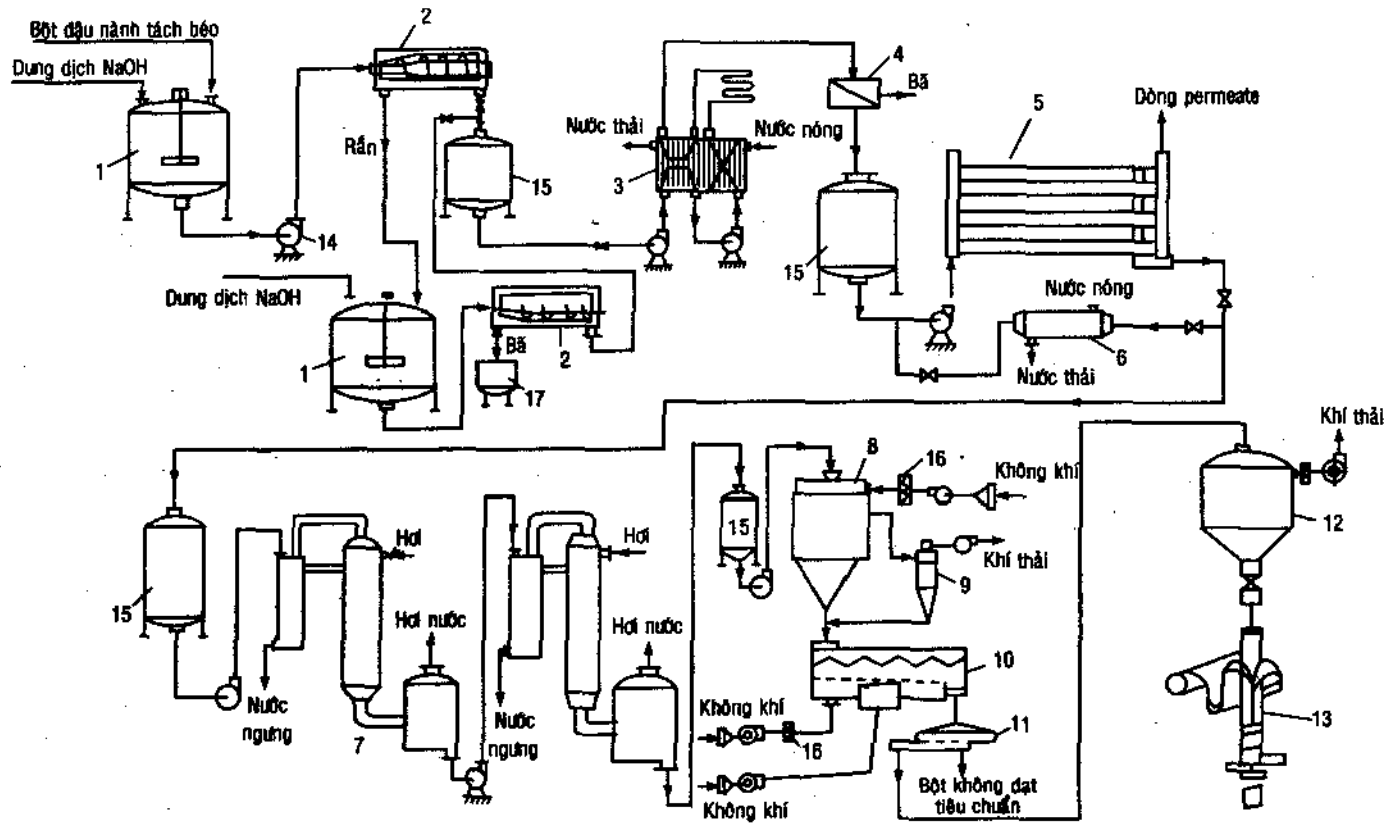 Bột đậu nành tách béo
Dung dịch NaOH
1
14
2
Rắn
15
Nước thải
3
Nước nóng
4
Bã
15
5
Dòng permeate
Nước nóng
6
Nước thải
Dung dịch NaOH
1
Bã
17
2
15
Nước
ngưng
Hơi
7
Hơi nước
Nước
ngưng
Hơi
Hơi nước
15
8
16
Không khí
Khí thải
9
10
Không khí
16
Không khí
11
Bột không đạt
tiêu chuẩn
Khí thải
12
13